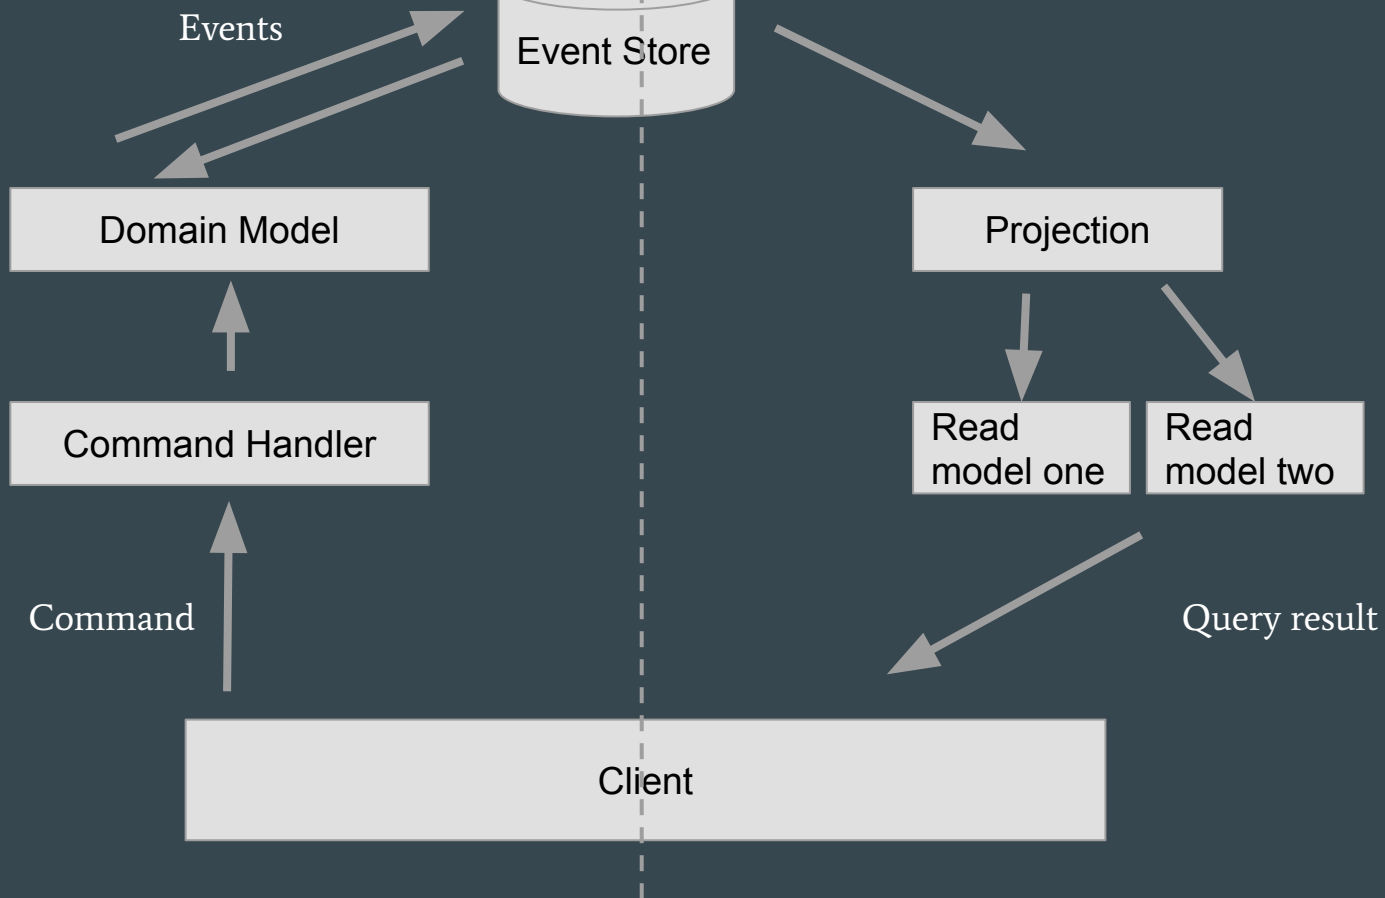 Events
Event Store
Domain Model
Projection
Command Handler
Read
model one
Read
model two
Command
Query result
Client